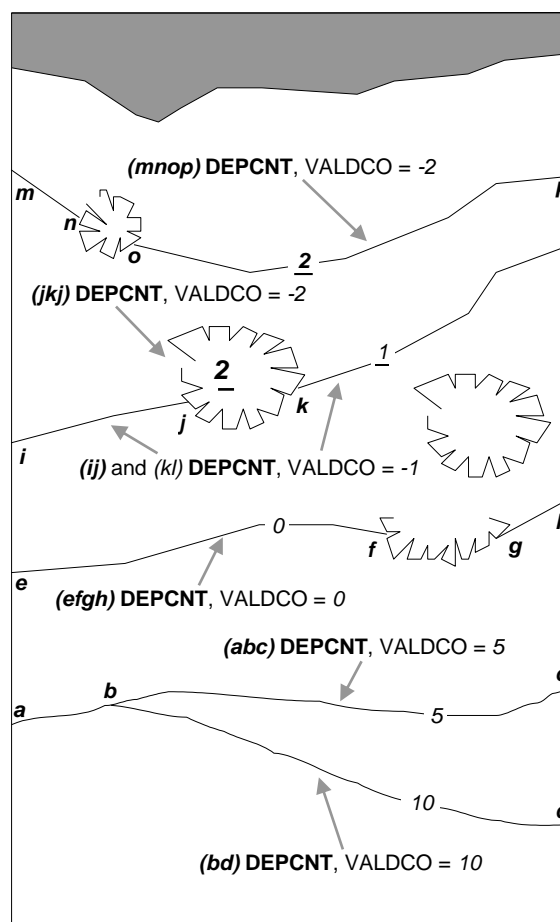 (mnop) DEPCNT, VALDCO = -2
m
n
o
2
(jkj) DEPCNT, VALDCO = -2
1
2
k
j
i
(ij) and (kl) DEPCNT, VALDCO = -1
0
f
g
e
(efgh) DEPCNT, VALDCO = 0
(abc) DEPCNT, VALDCO = 5
b
a
5
10
(bd) DEPCNT, VALDCO = 10